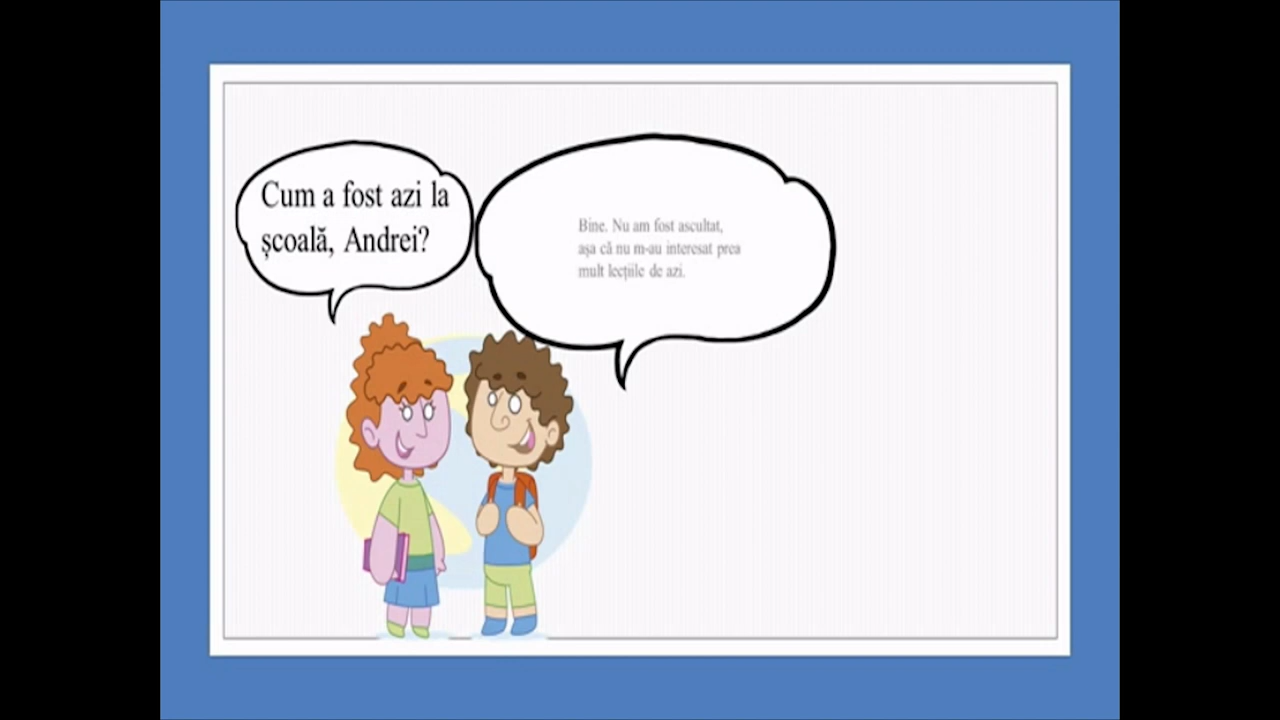 Cum a fost azi la
școală, Andrei?
Bine. Nu am fost ascultat,
așa că nu m-au interesat prea
mult lecțiile de azi.